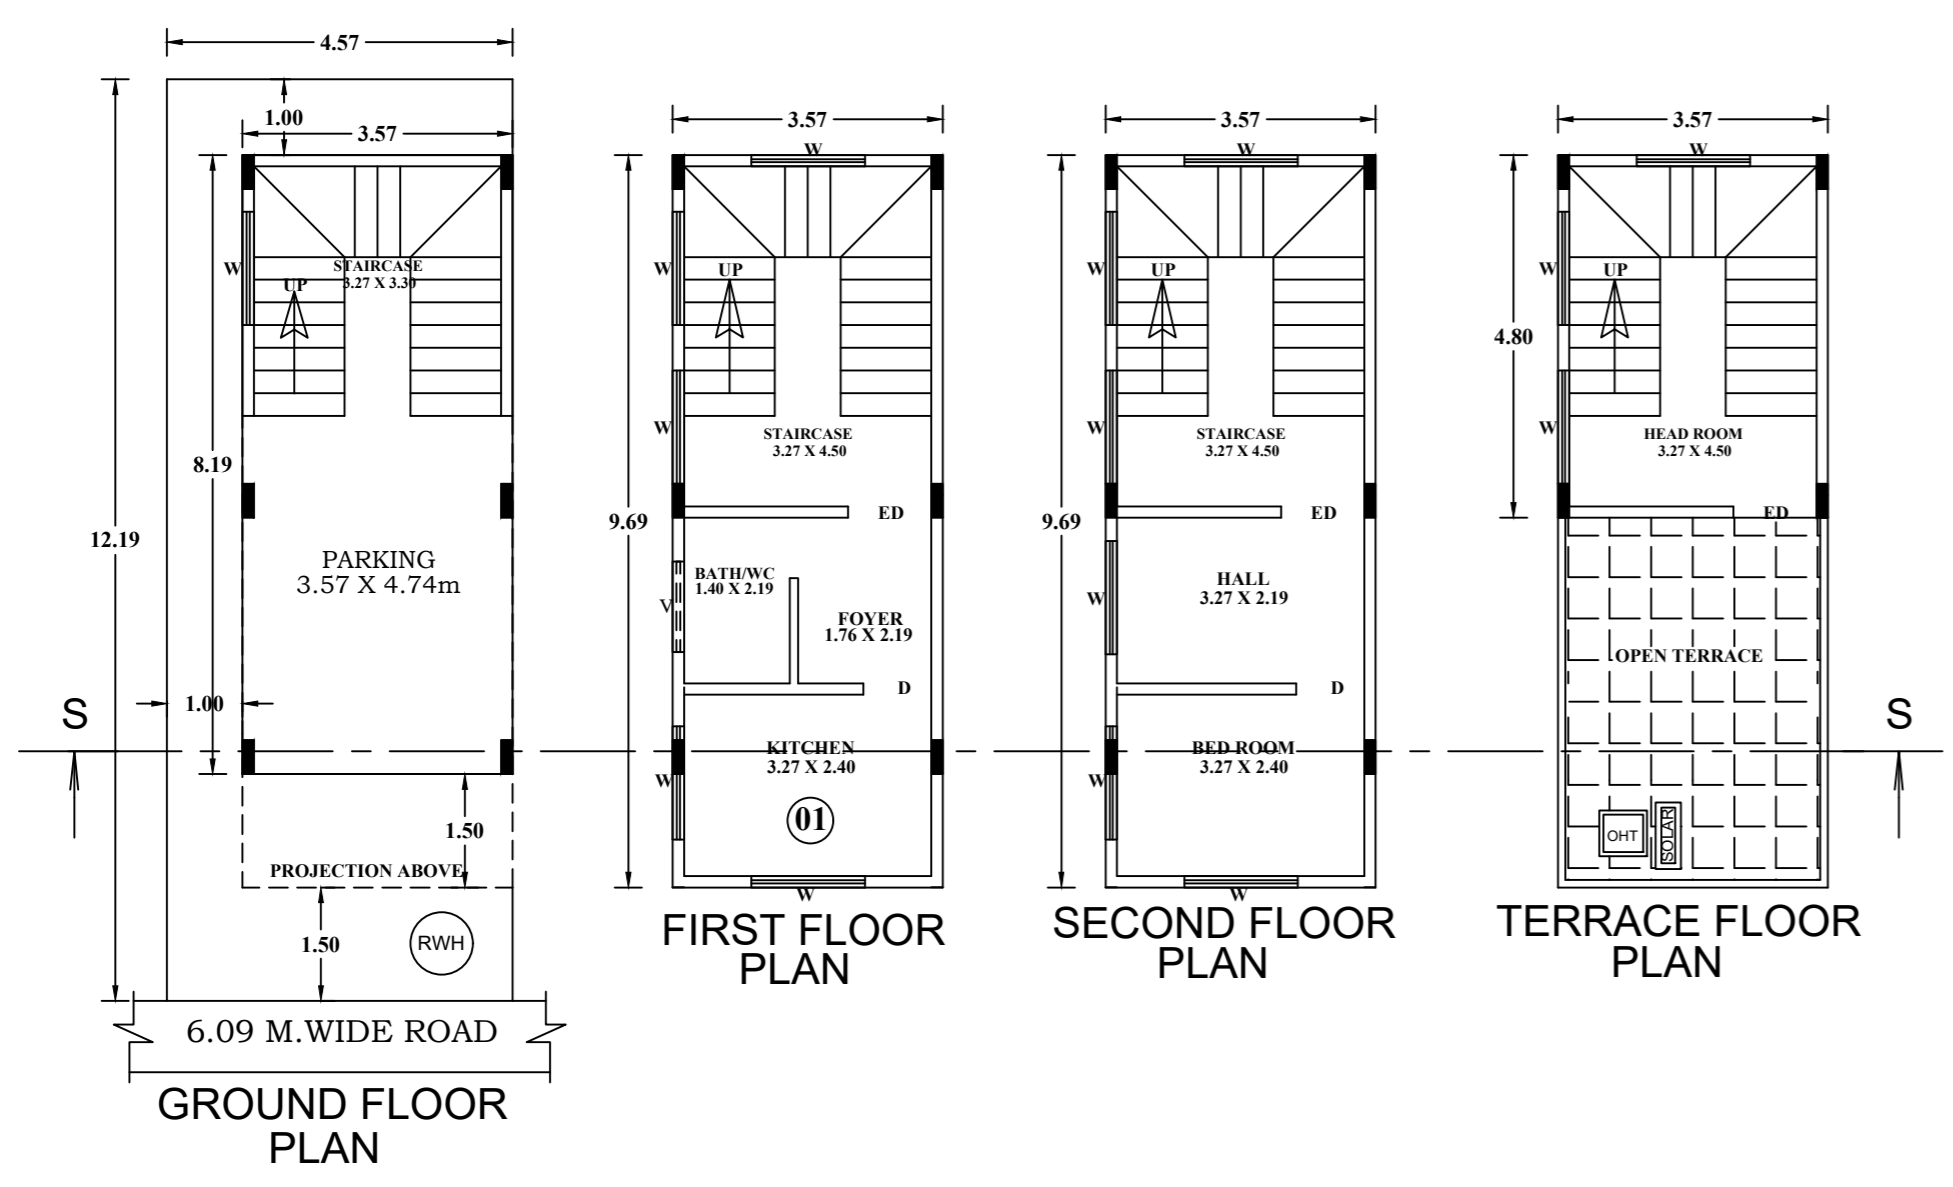 4.57
1.00
3.57
W
STAIRCASE
3.27 X 3.30
UP
8.19
12.19
PARKING
3.57 X 4.74m
1.00
S
1.50
PROJECTION ABOVE
1.50
RWH
6.09 M.WIDE ROAD
GROUND FLOOR
PLAN
3.57
W
W
UP
W
STAIRCASE
3.27 X 4.50
9.69
ED
BATH/WC
1.40 X 2.19
V
FOYER
1.76 X 2.19
D
KITCHEN
3.27 X 2.40
W
01
W
FIRST FLOOR
PLAN
3.57
W
W
UP
W
STAIRCASE
3.27 X 4.50
9.69
ED
HALL
3.27 X 2.19
W
D
BED ROOM
3.27 X 2.40
W
W
SECOND FLOOR
PLAN
3.57
W
W
UP
4.80
W
HEAD ROOM
3.27 X 4.50
ED
OPEN TERRACE
S
OHT
SOLAR
TERRACE FLOOR
PLAN